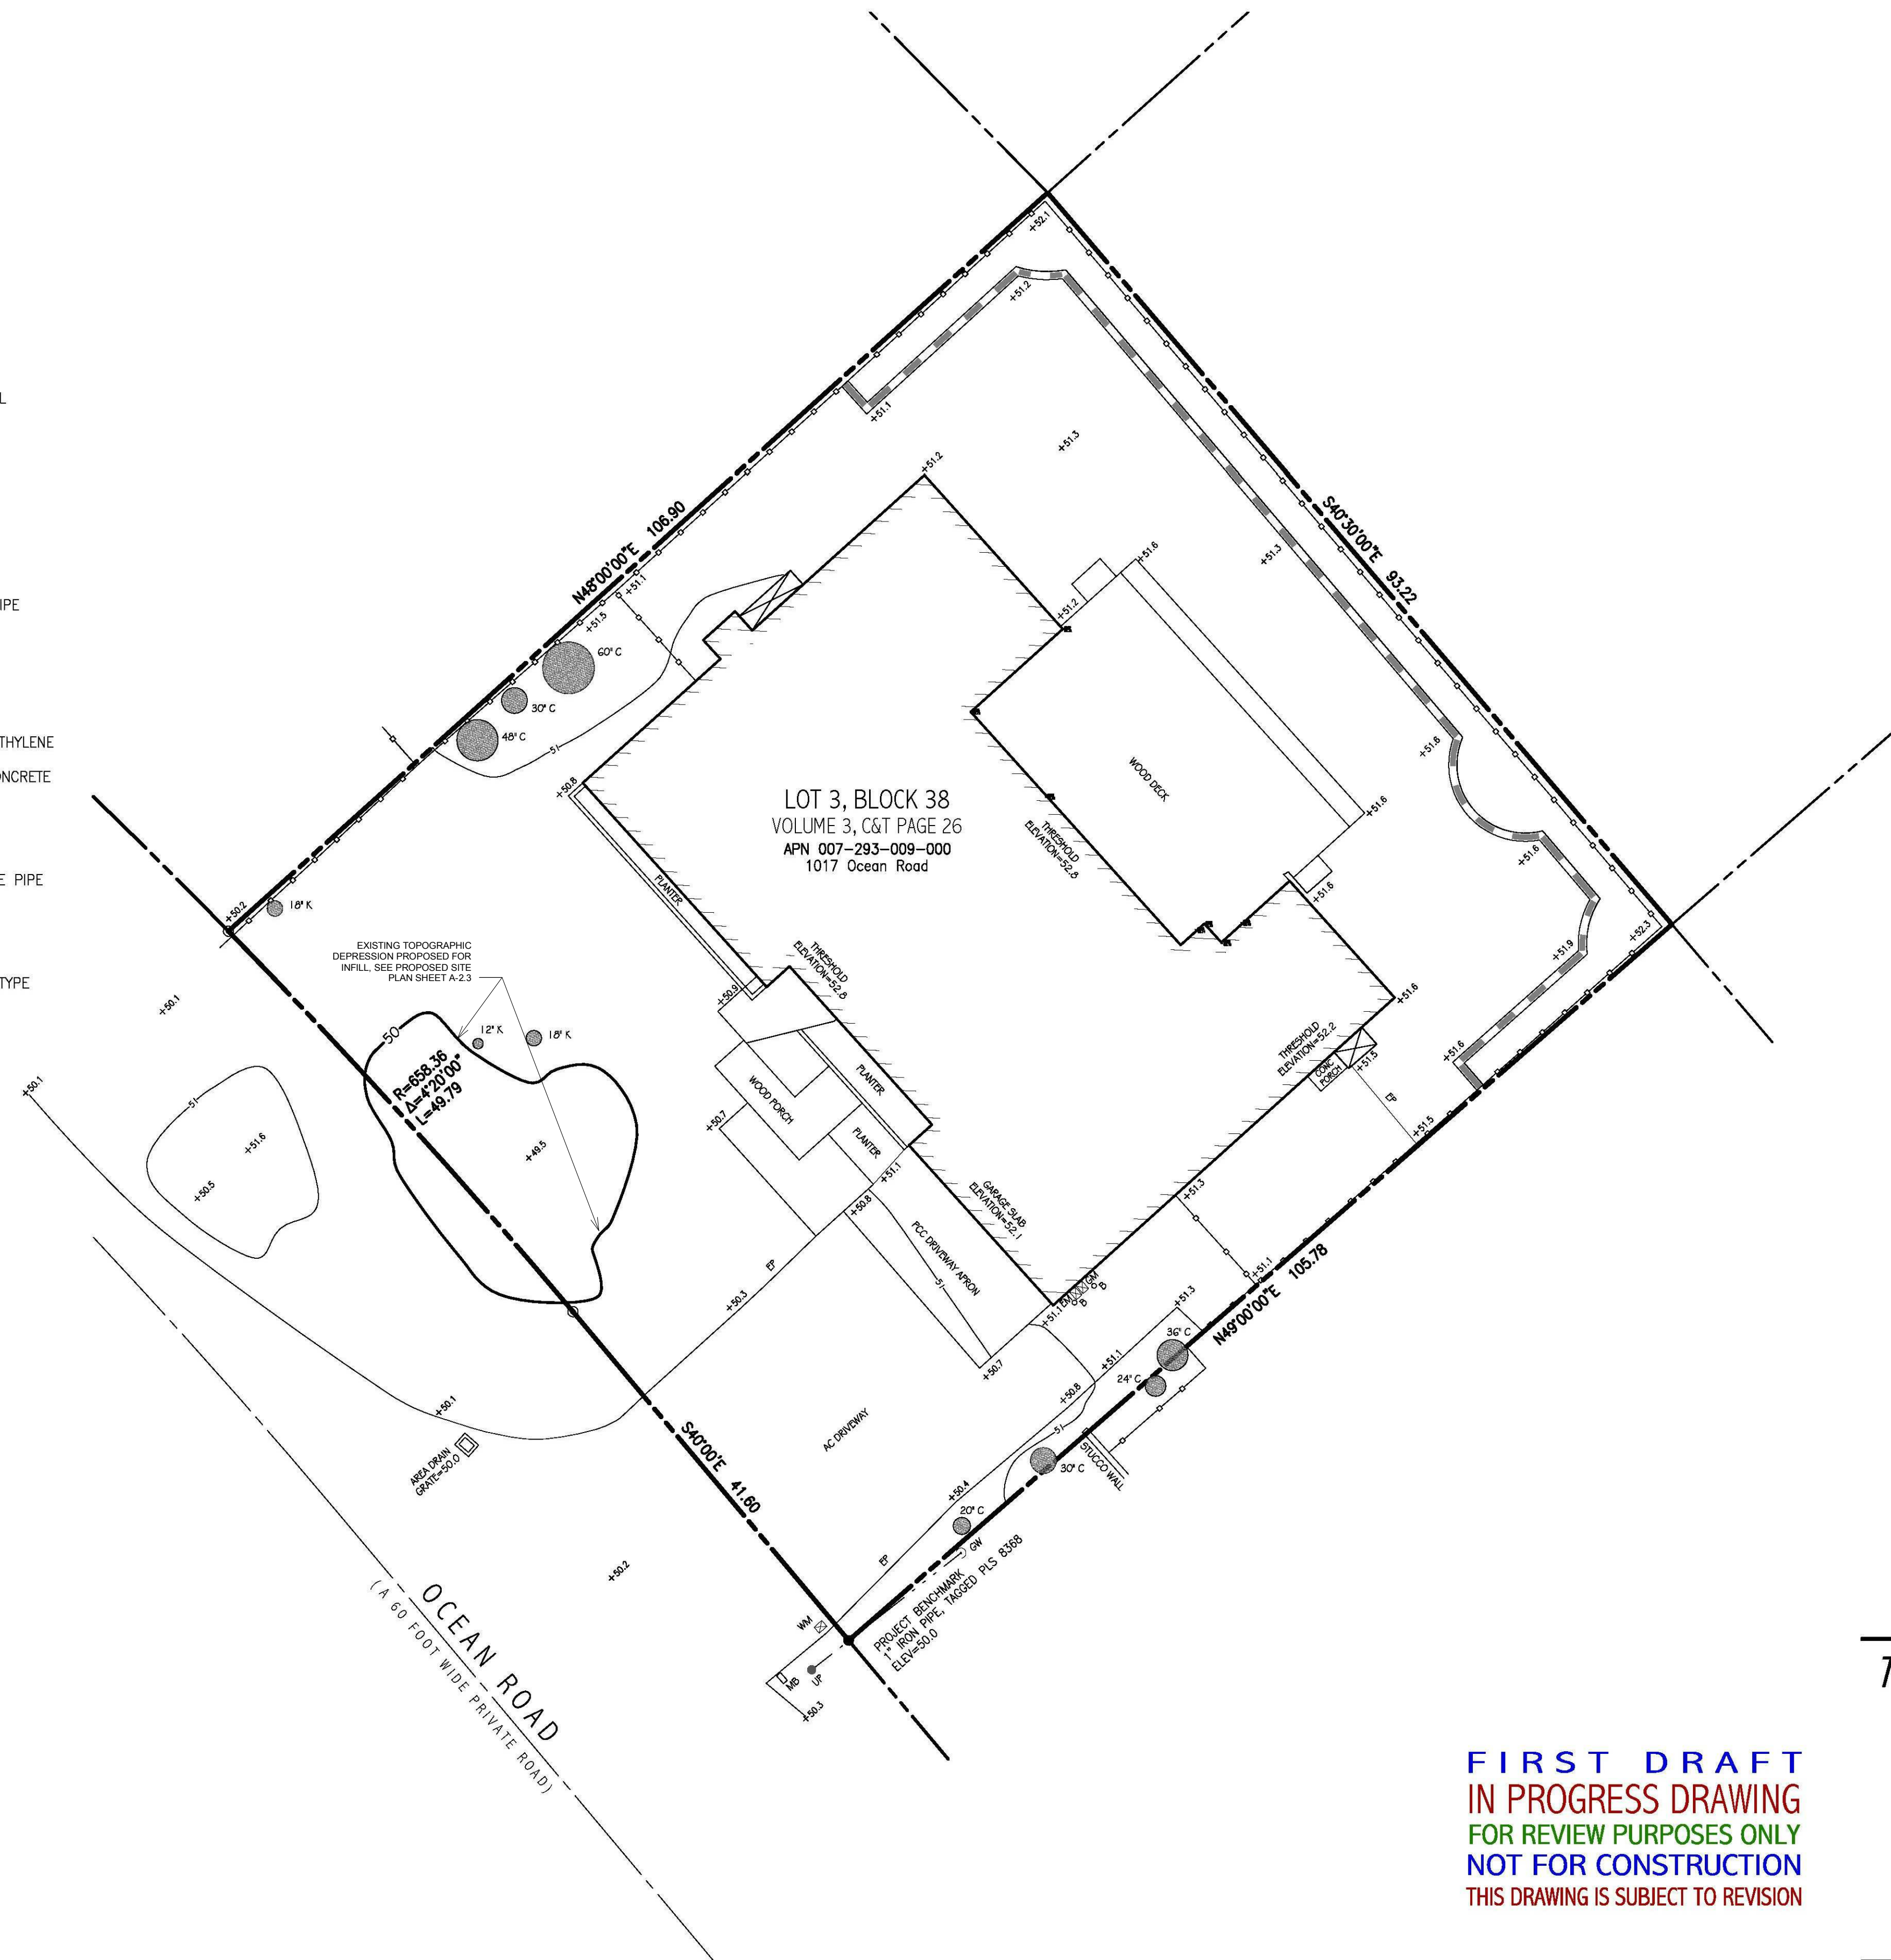 L
IPE
THYLENE
ONCRETE
E PIPE
TYPE
+52.1
+51.2
+51.1
+51.3
+51.2
N48°00'00"E 106.90
S40°30'00"E 93.22
+51.1
+51.5
+51.6
+51.2
+51.3
60" C
30" C
48" C
51
+51.6
+50.8
WOOD DECK
LOT 3, BLOCK 38
VOLUME 3, C&T PAGE 26
APN 007-293-009-000
1017 Ocean Road
THRESHOLD
ELEVATION=52.8
+51.6
+51.6
+51.6
PLANTER
+50.2
18" K
+52.3
+51.9
EXISTING TOPOGRAPHIC
DEPRESSION PROPOSED FOR
INFILL, SEE PROPOSED SITE
PLAN SHEET A-2.3
THRESHOLD
ELEVATION=52.8
+50.9
+51.6
+50.1
50
12" K
18" K
THRESHOLD
ELEVATION=52.2
CONC
PORCH
+51.5
+51.6
+50.1
R=658.36
Δ=4°20'00"
L=49.79
PLANTER
WOOD PORCH
EP
51
+51.6
+50.5
+49.5
+50.7
PLANTER
+51.5
+51.1
+50.8
GARAGE SLAB
ELEVATION=52.1
+51.3
PCC DRIVEWAY APRON
51
EP
+50.3
+51.1
EM
GM
B
B
+51.1
N49°00'00"E 105.78
+51.3
36" C
+50.7
+51.1
24" C
+50.8
+50.1
AREA DRAIN
GRATE=50.0
S40°00'E 41.60
AC DRIVEWAY
51
30" C
STUCCO WALL
+50.4
20" C
EP
GW
+50.2
PROJECT BENCHMARK
1" IRON PIPE, TAGGED PLS 8368
ELEV=50.0
WM
MB
UP
+50.3
OCEAN ROAD
(A 60 FOOT WIDE PRIVATE ROAD)
FIRST DRAFT
IN PROGRESS DRAWING
FOR REVIEW PURPOSES ONLY
NOT FOR CONSTRUCTION
THIS DRAWING IS SUBJECT TO REVISION